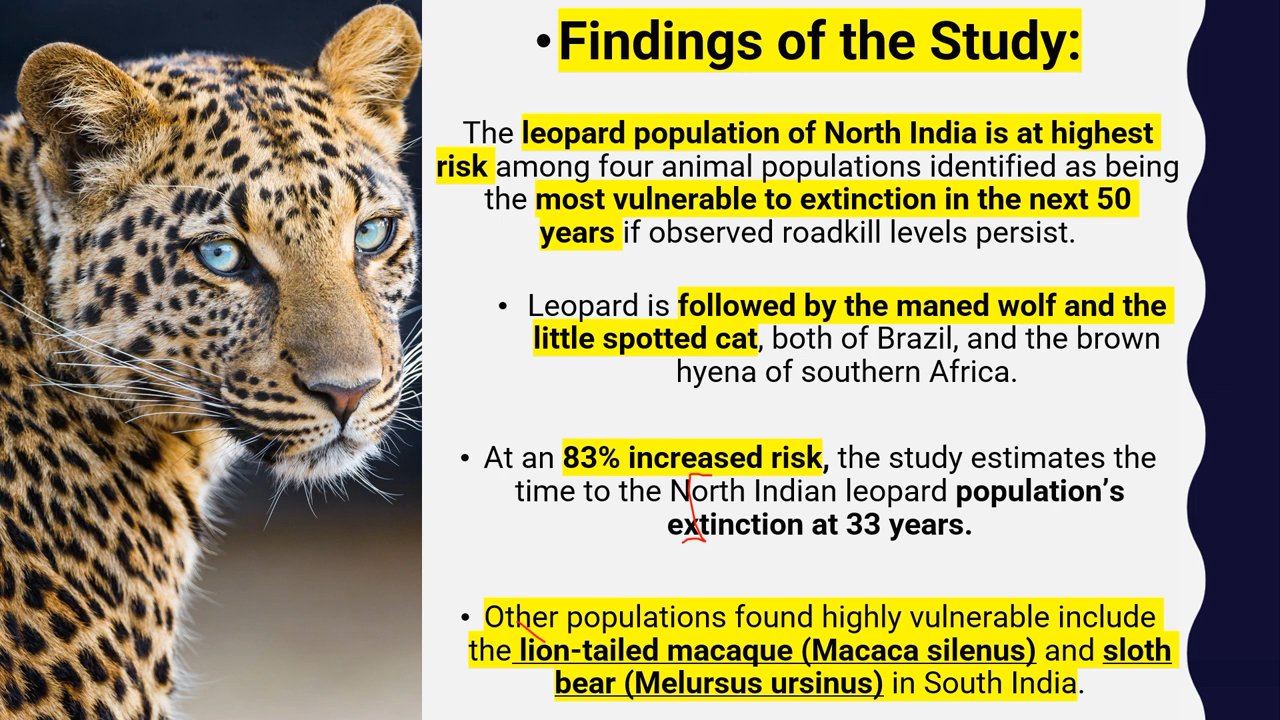 •Findings of the Study:
The leopard population of North India is at highest
risk among four animal populations identified as being
the most vulnerable to extinction in the next 50
years if observed roadkill levels persist.
• Leopard is followed by the maned wolf and the
little spotted cat, both of Brazil, and the brown
hyena of southern Africa.
• At an 83% increased risk, the study estimates the
time to the North Indian leopard population’s
extinction at 33 years.
• Other populations found highly vulnerable include
the lion-tailed macaque (Macaca silenus) and sloth
bear (Melursus ursinus) in South India.